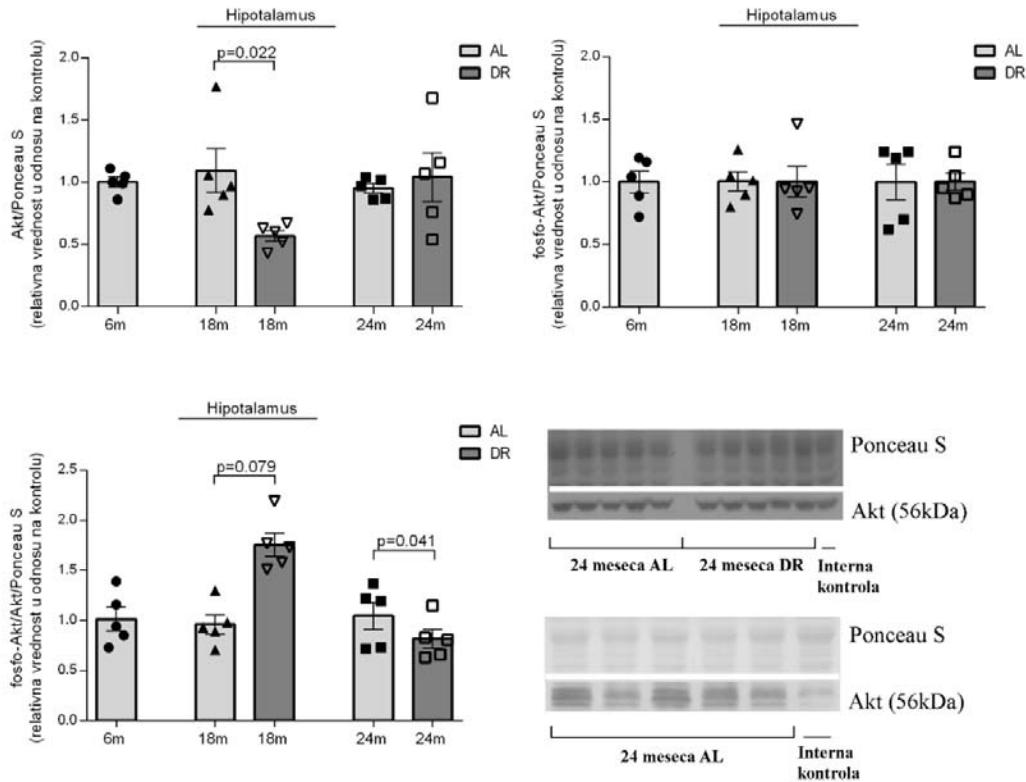 Hipotalamus
AL
DR
p=0.022
Akt/Ponceau S
(relativna vrednost u odnosu na kontrolu)
2.0
1.5
1.0
0.5
0.0
6m 18m 18m 24m 24m
Hipotalamus
AL
DR
fosfo-Akt/Ponceau S
(relativna vrednost u odnosu na kontrolu)
2.0
1.5
1.0
0.5
0.0
6m 18m 18m 24m 24m
Hipotalamus
AL
DR
p=0.079
p=0.041
fosfo-Akt/Akt/Ponceau S
(relativna vrednost u odnosu na kontrolu)
2.5
2.0
1.5
1.0
0.5
0.0
6m 18m 18m 24m 24m
Ponceau S
Akt (56kDa)
24 meseca AL 24 meseca DR Interna
kontrola
Ponceau S
Akt (56kDa)
24 meseca AL Interna
kontrola